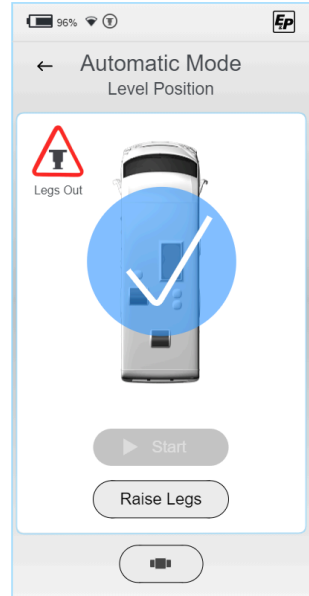 96%
EP
Automatic Mode
Level Position
Legs Out
Start
Raise Legs